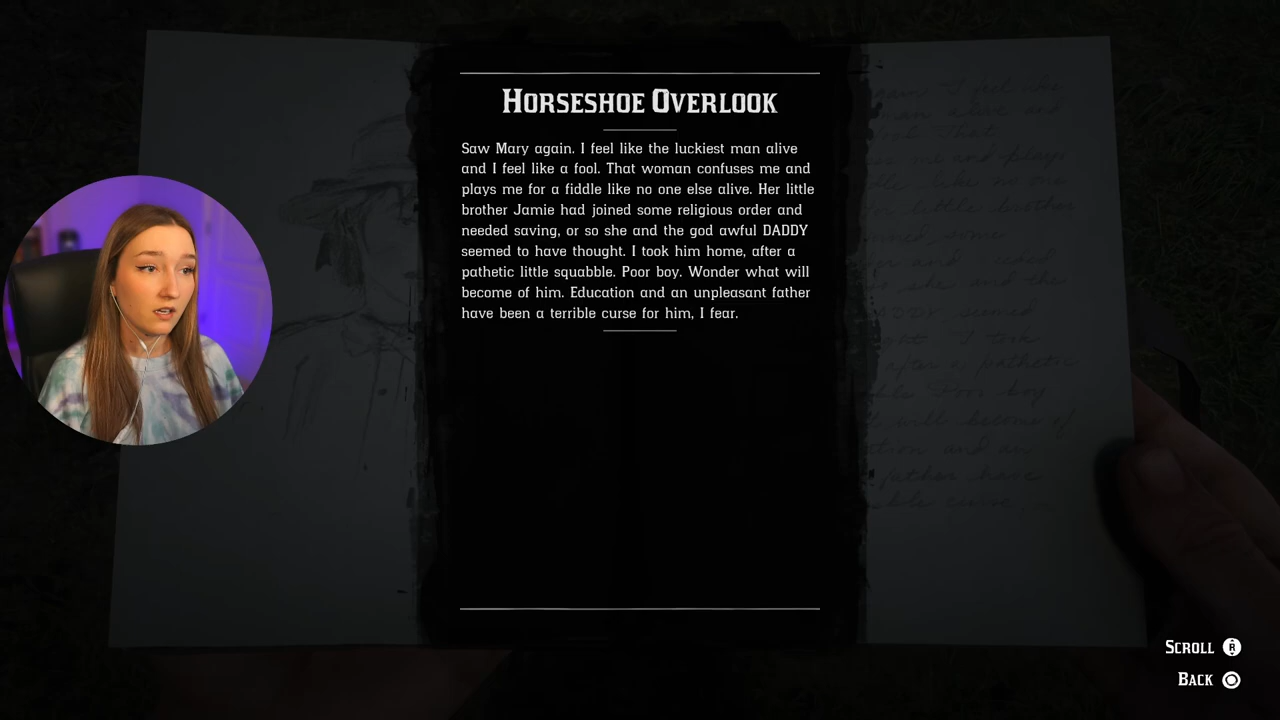 Horseshoe Overlook
Saw Mary again. I feel like the luckiest man alive
and I feel like a fool. That woman confuses me and
plays me for a fiddle like no one else alive. Her little
brother Jamie had joined some religious order and
needed saving, or so she and the god awful DADDY
seemed to have thought. I took him home, after a
pathetic little squabble. Poor boy. Wonder what will
become of him. Education and an unpleasant father
have been a terrible curse for him, I fear.
Scroll R
Back